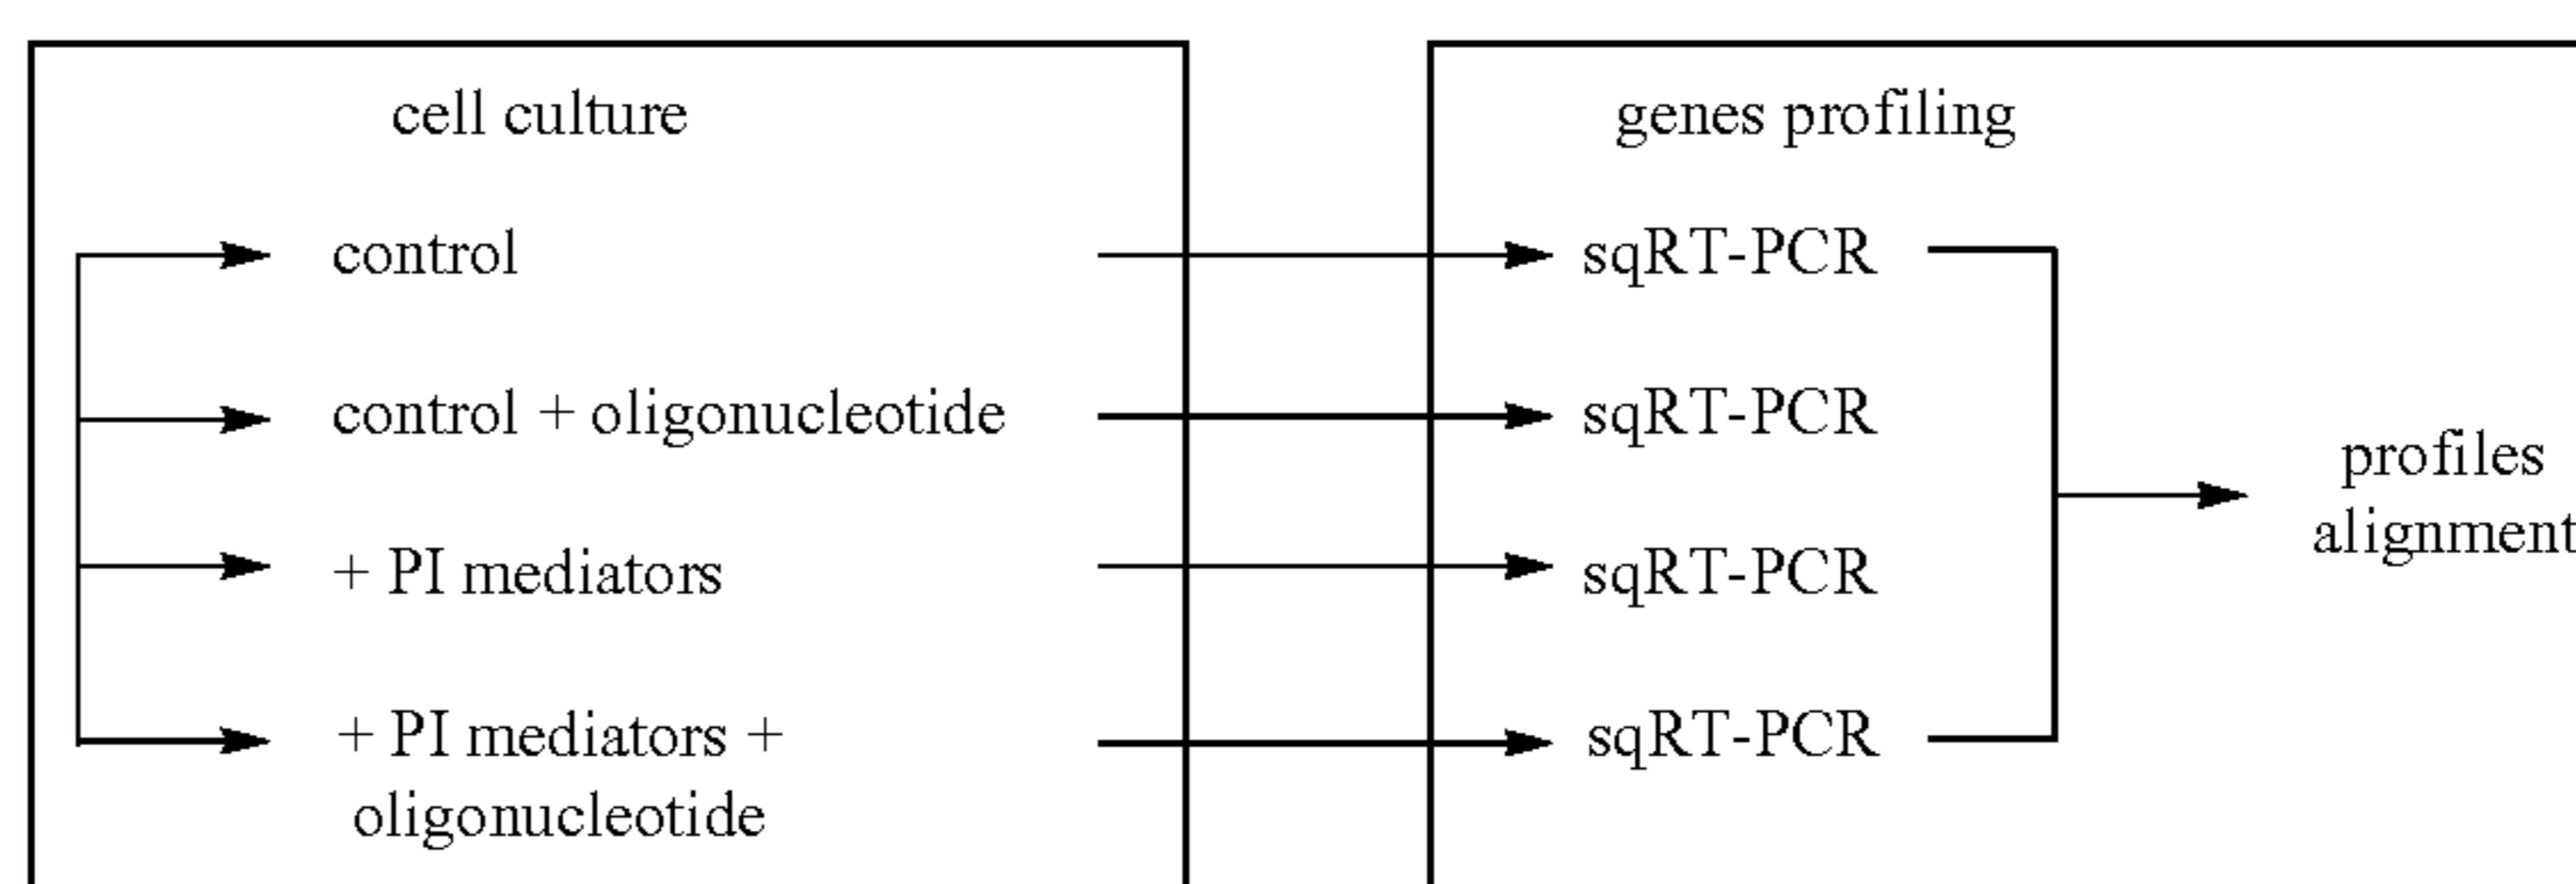 cell culture
control
control + oligonucleotide
+ PI mediators
+ PI mediators +
oligonucleotide
genes profiling
sqRT-PCR
sqRT-PCR
sqRT-PCR
sqRT-PCR
profiles
alignment